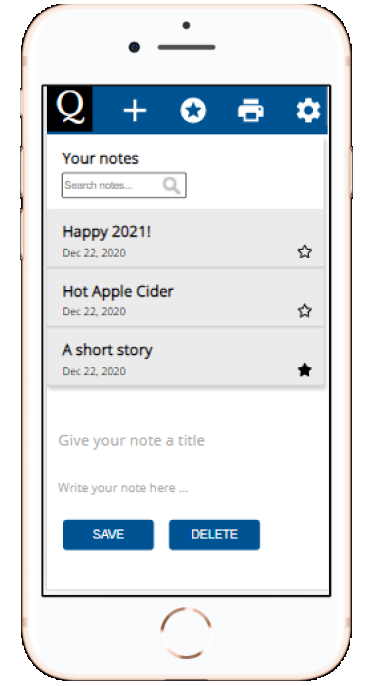 Q
Your notes
Search notes...
Happy 2021!
Dec 22, 2020
Hot Apple Cider
Dec 22, 2020
A short story
Dec 22, 2020
Give your note a title
Write your note here ...
SAVE DELETE